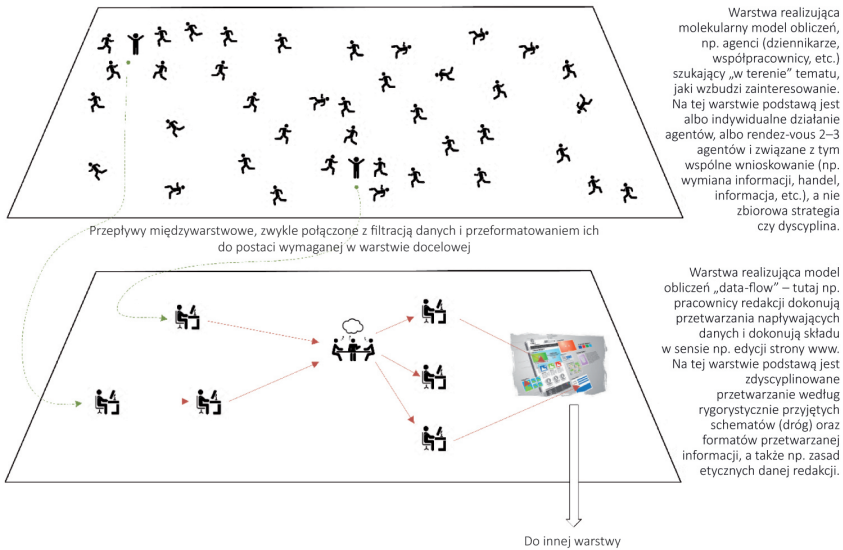 Warstwa realizująca
molekularny model obliczeń,
np. agenci (dziennikarze,
współpracownicy, etc.)
szukający „w terenie” tematu,
jaki wzbudzi zainteresowanie.
Na tej warstwie podstawą jest
albo indywidualne działanie
agentów, albo rendez-vous 2–3
agentów i związane z tym
wspólne wnioskowanie (np.
wymiana informacji, handel,
informacja, etc.), a nie
zbiorowa strategia
czy dyscyplina.
Przepływy międzywarstwowe, zwykle połączone z filtracją danych i przeformatowaniem ich
do postaci wymaganej w warstwie docelowej
Warstwa realizująca model
obliczeń „data-flow” – tutaj np.
pracownicy redakcji dokonują
przetwarzania napływających
danych i dokonują składu
w sensie np. edycji strony www.
Na tej warstwie podstawą jest
zdyscyplinowane
przetwarzanie według
rygorystycznie przyjętych
schematów (dróg) oraz
formatów przetwarzanej
informacji, a także np. zasad
etycznych danej redakcji.
Do innej warstwy